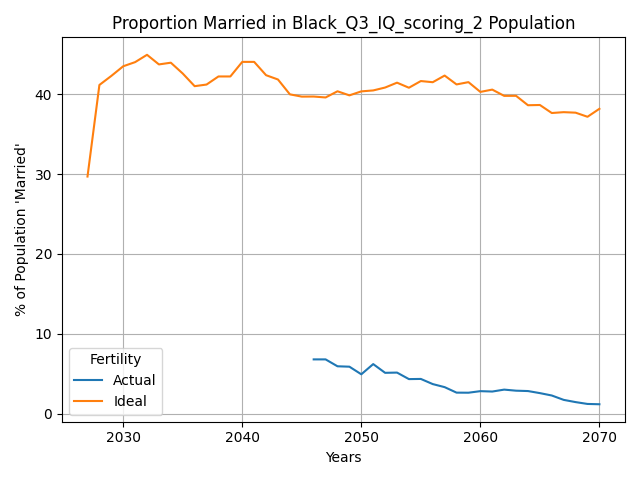 Proportion Married in Black_Q3_IQ_scoring_2 Population
% of Population 'Married'
40
30
20
10
0
Fertility
Actual
Ideal
2030 2040 2050 2060 2070
Years